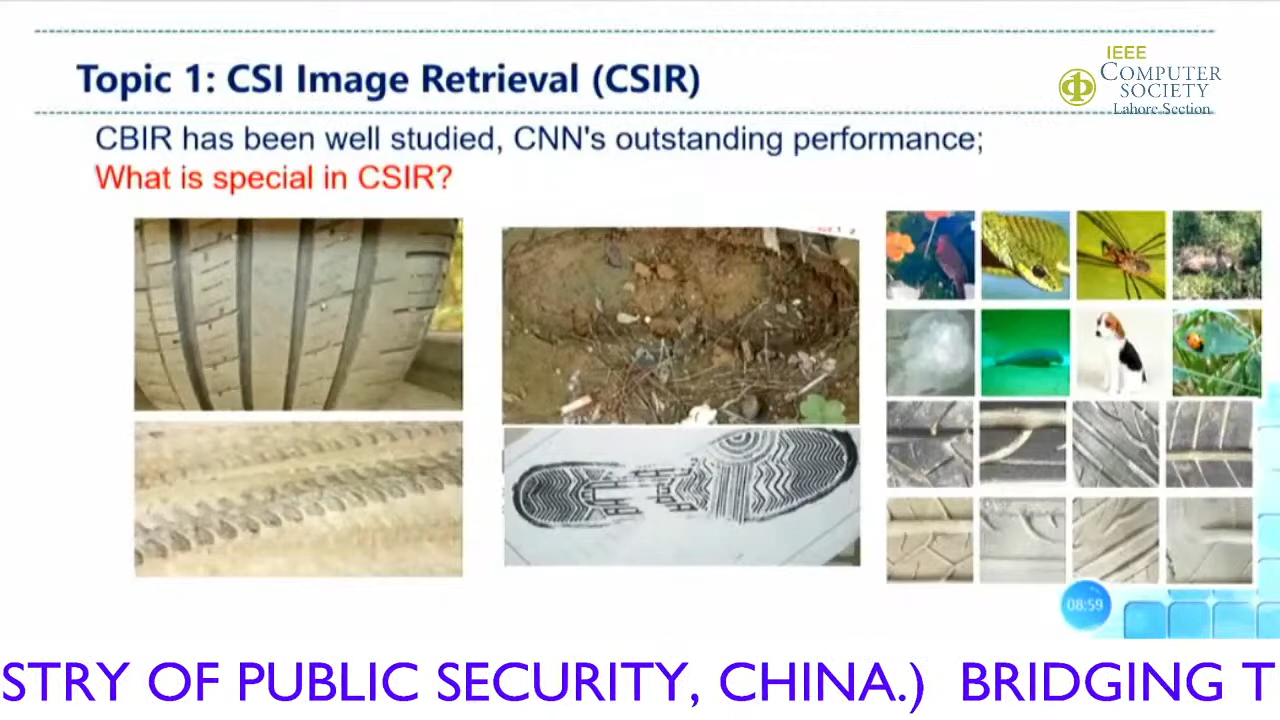 Topic 1: CSI Image Retrieval (CSIR)
IEEE
COMPUTER
SOCIETY
Lahore Section
CBIR has been well studied, CNN's outstanding performance;
What is special in CSIR?
08:59
STRY OF PUBLIC SECURITY, CHINA.) BRIDGING T